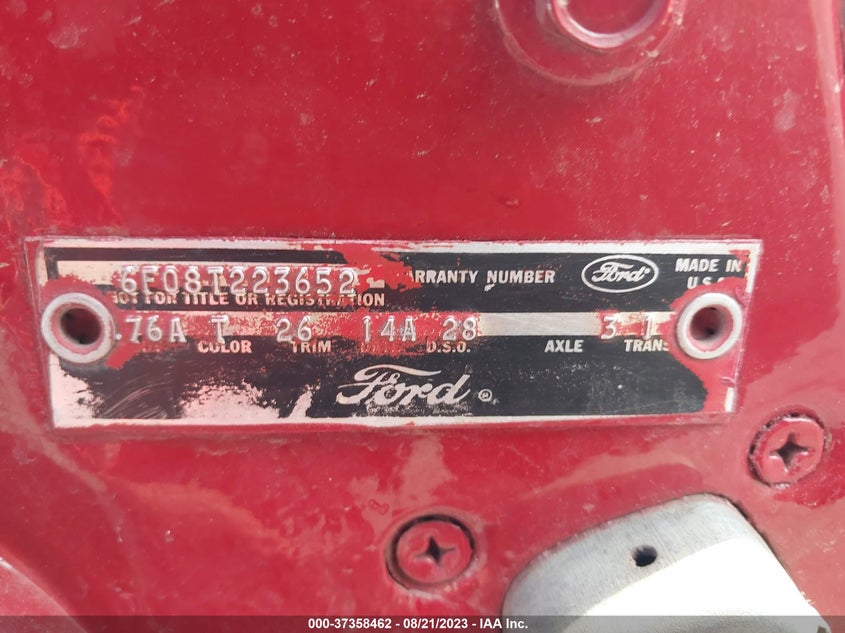 6F08T223652 WARRANTY NUMBER Ford MADE IN U.S.A.
NOT FOR TITLE OR REGISTRATION
76A T 26 14A 28 3 1
COLOR TRIM D.S.O. AXLE TRANS
Ford
000-37358462 - 08/21/2023 - IAA Inc.